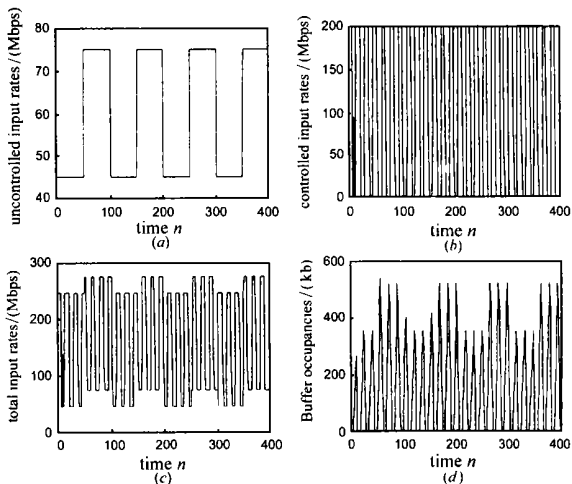 uncontrolled input rates/(Mbps)
80
70
60
50
40
0 100 200 300 400
time n
(a)
controlled input rates/(Mbps)
200
150
100
50
0
0 100 200 300 400
time n
(b)
total input rates/(Mbps)
300
200
100
0
0 100 200 300 400
time n
(c)
Buffer occupancies/(kb)
600
400
200
0
0 100 200 300 400
time n
(d)